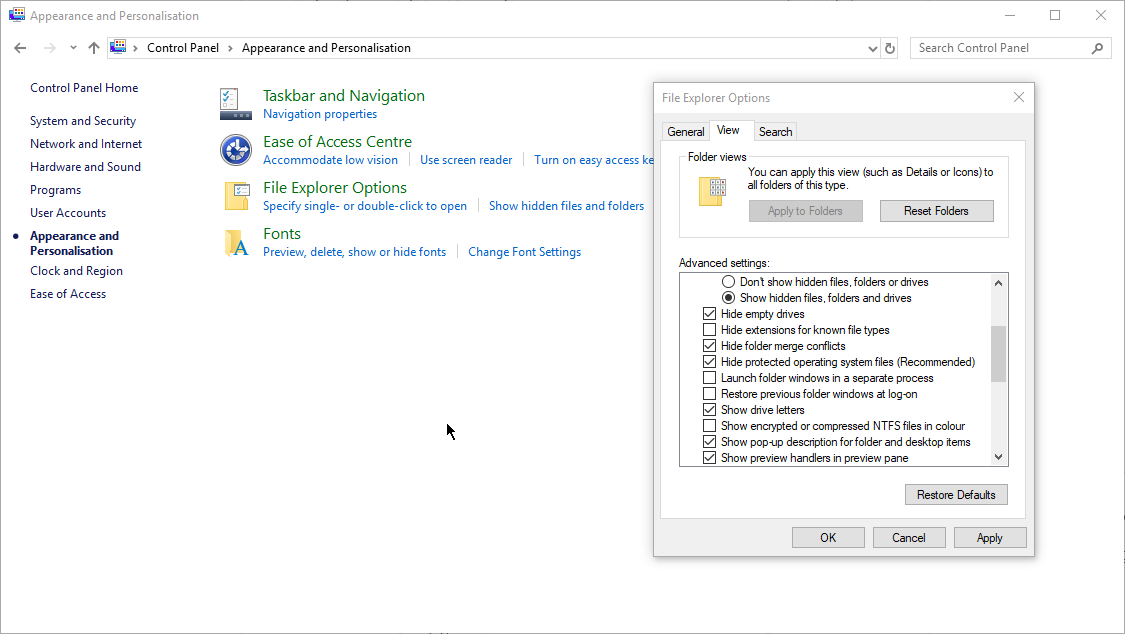 Appearance and Personalisation
Control Panel > Appearance and Personalisation
Search Control Panel
Control Panel Home
System and Security
Network and Internet
Hardware and Sound
Programs
User Accounts
Appearance and
Personalisation
Clock and Region
Ease of Access
Taskbar and Navigation
Navigation properties
Ease of Access Centre
Accommodate low vision
Use screen reader
Turn on easy access ke
File Explorer Options
Specify single- or double-click to open
Show hidden files and folders
Fonts
Preview, delete, show or hide fonts
Change Font Settings
File Explorer Options
General View Search
Folder views
You can apply this view (such as Details or Icons) to
all folders of this type.
Apply to Folders
Reset Folders
Advanced settings:
Don't show hidden files, folders or drives
Show hidden files, folders and drives
Hide empty drives
Hide extensions for known file types
Hide folder merge conflicts
Hide protected operating system files (Recommended)
Launch folder windows in a separate process
Restore previous folder windows at log-on
Show drive letters
Show encrypted or compressed NTFS files in colour
Show pop-up description for folder and desktop items
Show preview handlers in preview pane
Restore Defaults
OK
Cancel
Apply